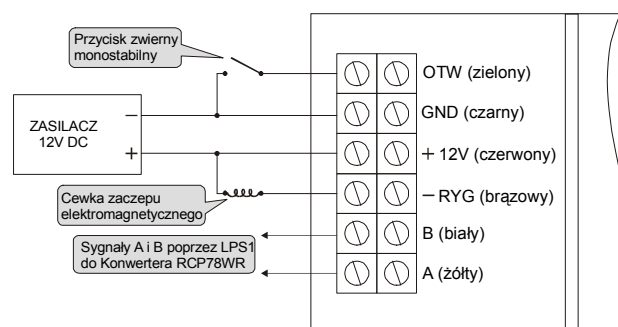 Przycisk zwierny
monostabilny
OTW (zielony)
GND (czarny)
ZASILACZ
12V DC
−
+
+ 12V (czerwony)
Cewka zaczepu
elektromagnetycznego
− RYG (brązowy)
B (biały)
Sygnały A i B poprzez LPS1
do Konwertera RCP78WR
A (żółty)